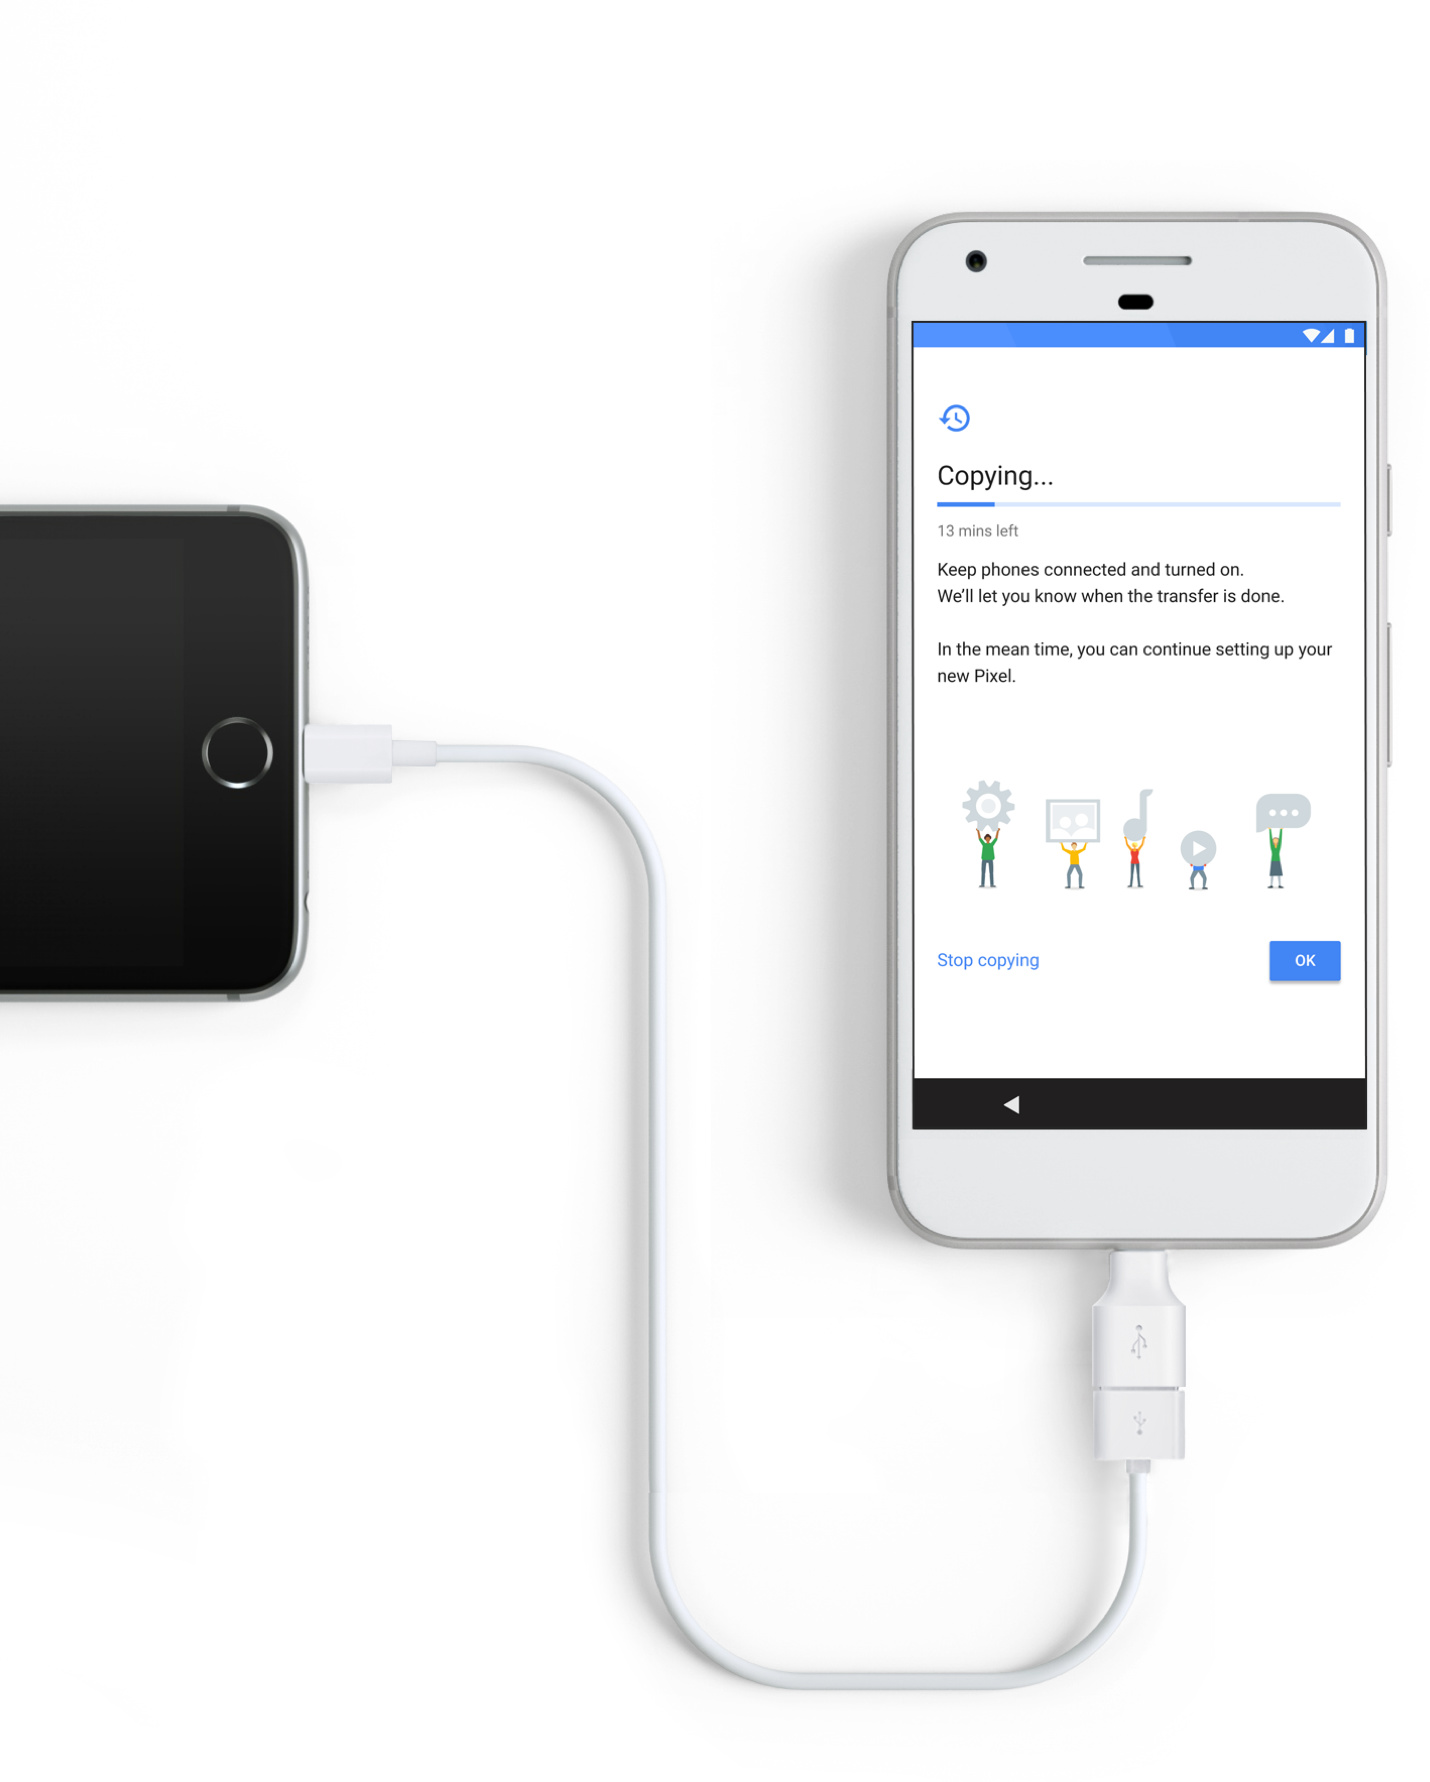 Copying...
13 mins left
Keep phones connected and turned on.
We'll let you know when the transfer is done.
In the mean time, you can continue setting up your
new Pixel.
Stop copying
OK